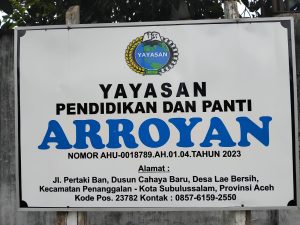 YAYASAN
YAYASAN
PENDIDIKAN DAN PANTI
ARROYAN
NOMOR AHU-0018789.AH.01.04.TAHUN 2023
Alamat :
Jl. Pertaki Ban, Dusun Cahaya Baru, Desa Lae Bersih,
Kecamatan Penanggalan - Kota Subulussalam, Provinsi Aceh
Kode Pos. 23782 Kontak : 0857-6159-2550